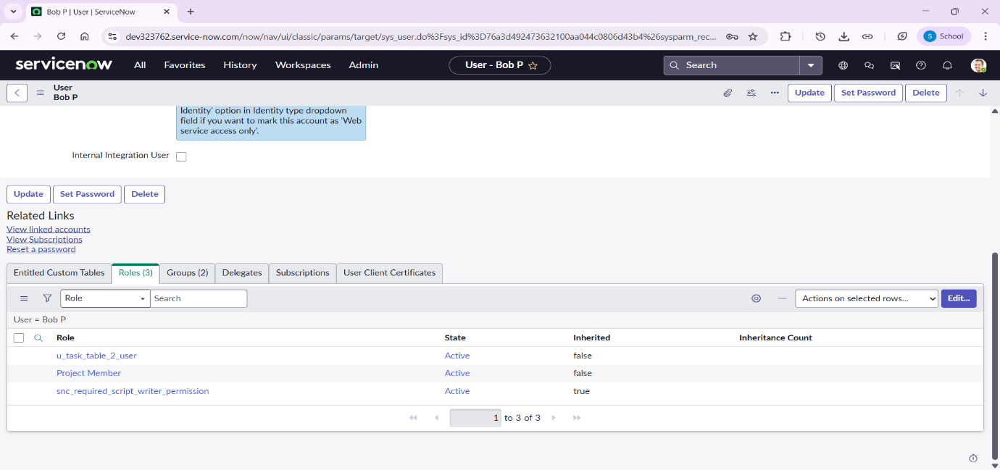 Bob P | User | ServiceNow
dev323762.service-now.com/now/nav/ui/classic/params/target/sys_user.do%3Fsys_id%3D76a3d492473632100aa044c0806d43b4%26sysparm_rec...
S School
servicenow All Favorites History Workspaces Admin User - Bob P Search
User
Bob P
Update Set Password Delete
Identity' option in Identity type dropdown
field if you want to mark this account as 'Web
service access only'.
Internal Integration User
Update Set Password Delete
Related Links
View linked accounts
View Subscriptions
Reset a password
Entitled Custom Tables Roles (3) Groups (2) Delegates Subscriptions User Client Certificates
Role Search Actions on selected rows... Edit...
User = Bob P
Role State Inherited Inheritance Count
u_task_table_2_user Active false
Project Member Active false
snc_required_script_writer_permission Active true
1 to 3 of 3